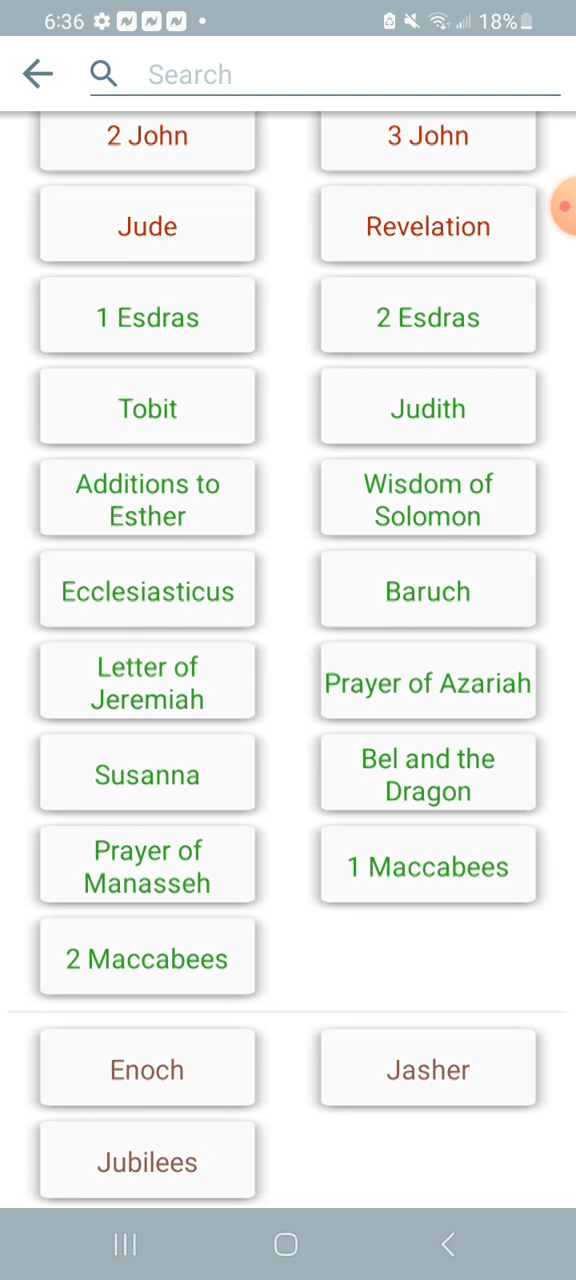 6:36
18%
Search
2 John
3 John
Jude
Revelation
1 Esdras
2 Esdras
Tobit
Judith
Additions to
Esther
Wisdom of
Solomon
Ecclesiasticus
Baruch
Letter of
Jeremiah
Prayer of Azariah
Susanna
Bel and the
Dragon
Prayer of
Manasseh
1 Maccabees
2 Maccabees
Enoch
Jasher
Jubilees